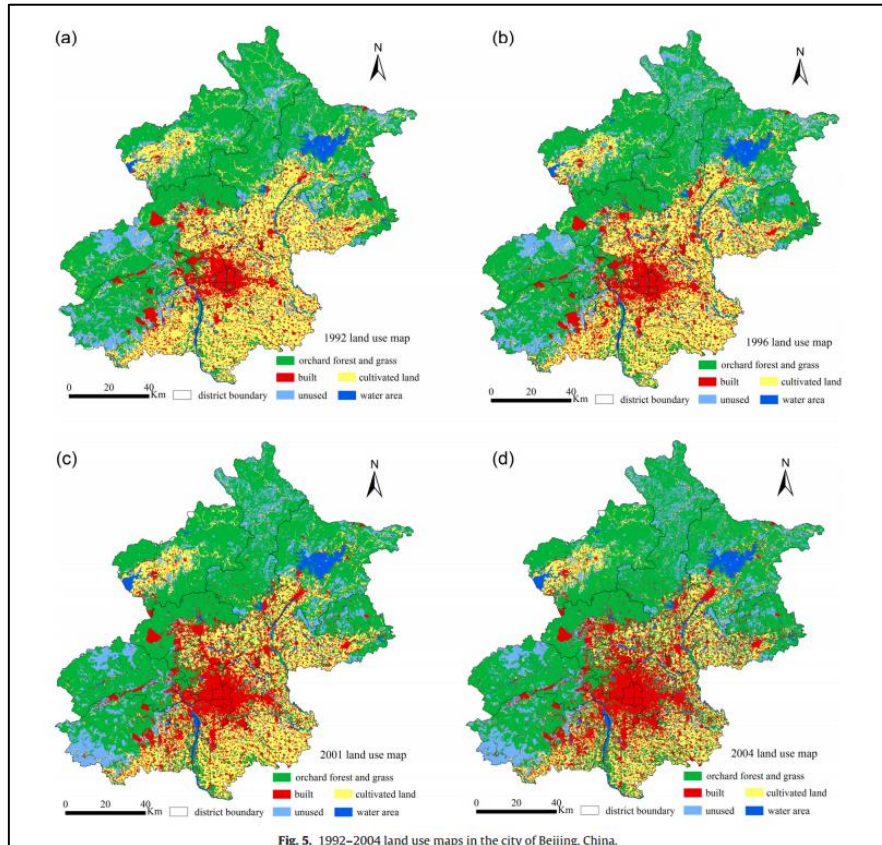 (a)
N
1992 land use map
orchard forest and grass
built
cultivated land
0 20 40 Km
district boundary
unused
water area
(b)
N
1996 land use map
orchard forest and grass
built
cultivated land
0 20 40 Km
district boundary
unused
water area
(c)
N
2001 land use map
orchard forest and grass
built
cultivated land
0 20 40 Km
district boundary
unused
water area
(d)
N
2004 land use map
orchard forest and grass
built
cultivated land
0 20 40 Km
district boundary
unused
water area
Fig. 5. 1992–2004 land use maps in the city of Beijing, China.